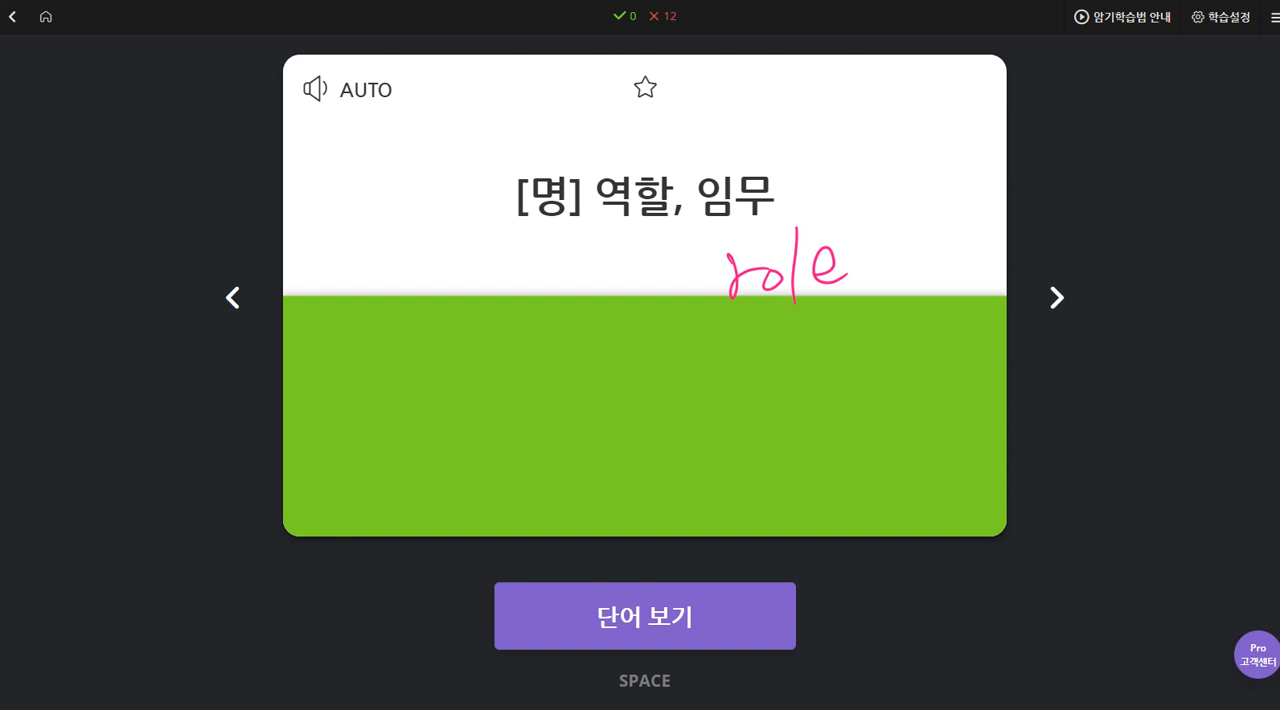 0 12 암기학습법 안내 학습설정
AUTO
[명] 역할, 임무
role
단어 보기
SPACE
Pro
고객센터